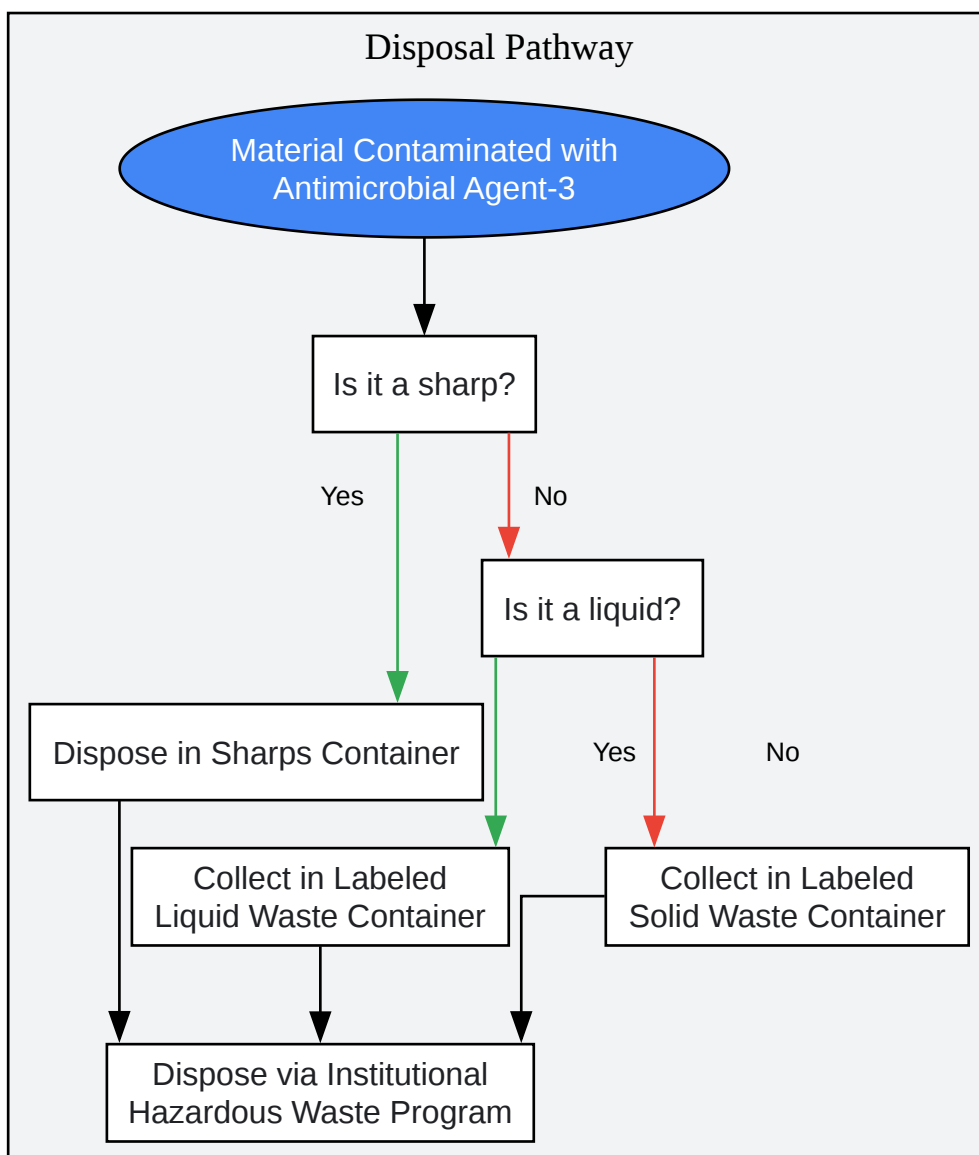 Disposal Pathway
Material Contaminated with
Antimicrobial Agent-3
Is it a sharp?
Yes
No
Is it a liquid?
Dispose in Sharps Container
Yes
No
Collect in Labeled
Liquid Waste Container
Collect in Labeled
Solid Waste Container
Dispose via Institutional
Hazardous Waste Program